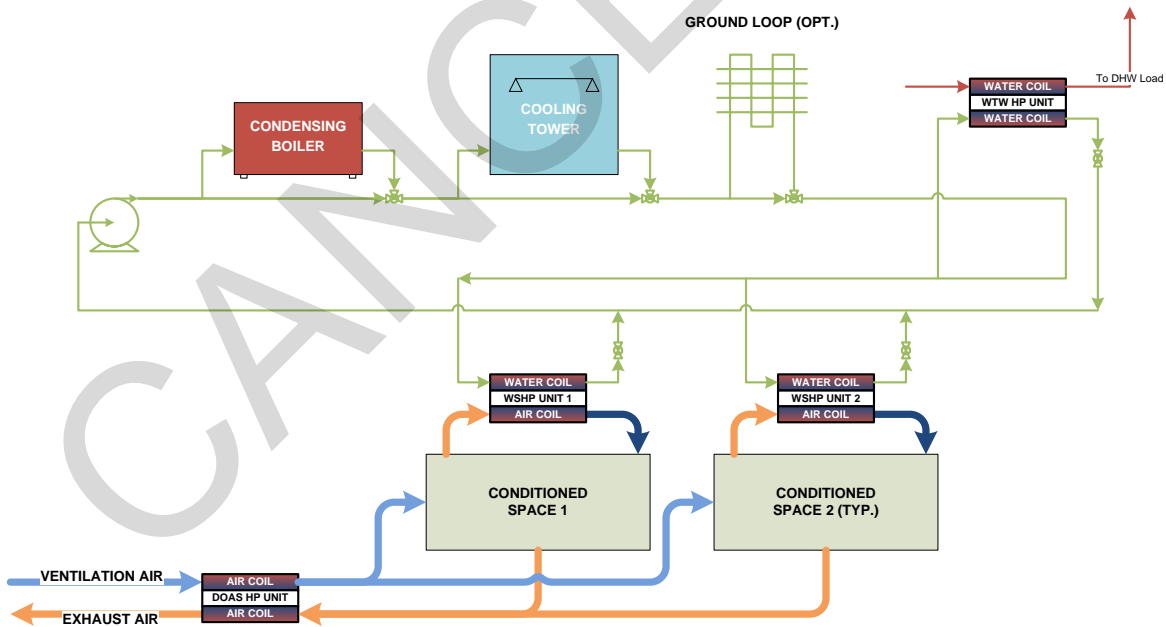 GROUND LOOP (OPT.)
To DHW Load
WATER COIL
WTW HP UNIT
WATER COIL
CONDENSING
BOILER
COOLING
TOWER
WATER COIL
WSHP UNIT 1
AIR COIL
WATER COIL
WSHP UNIT 2
AIR COIL
CONDITIONED
SPACE 1
CONDITIONED
SPACE 2 (TYP.)
VENTILATION AIR
AIR COIL
DOAS HP UNIT
AIR COIL
EXHAUST AIR